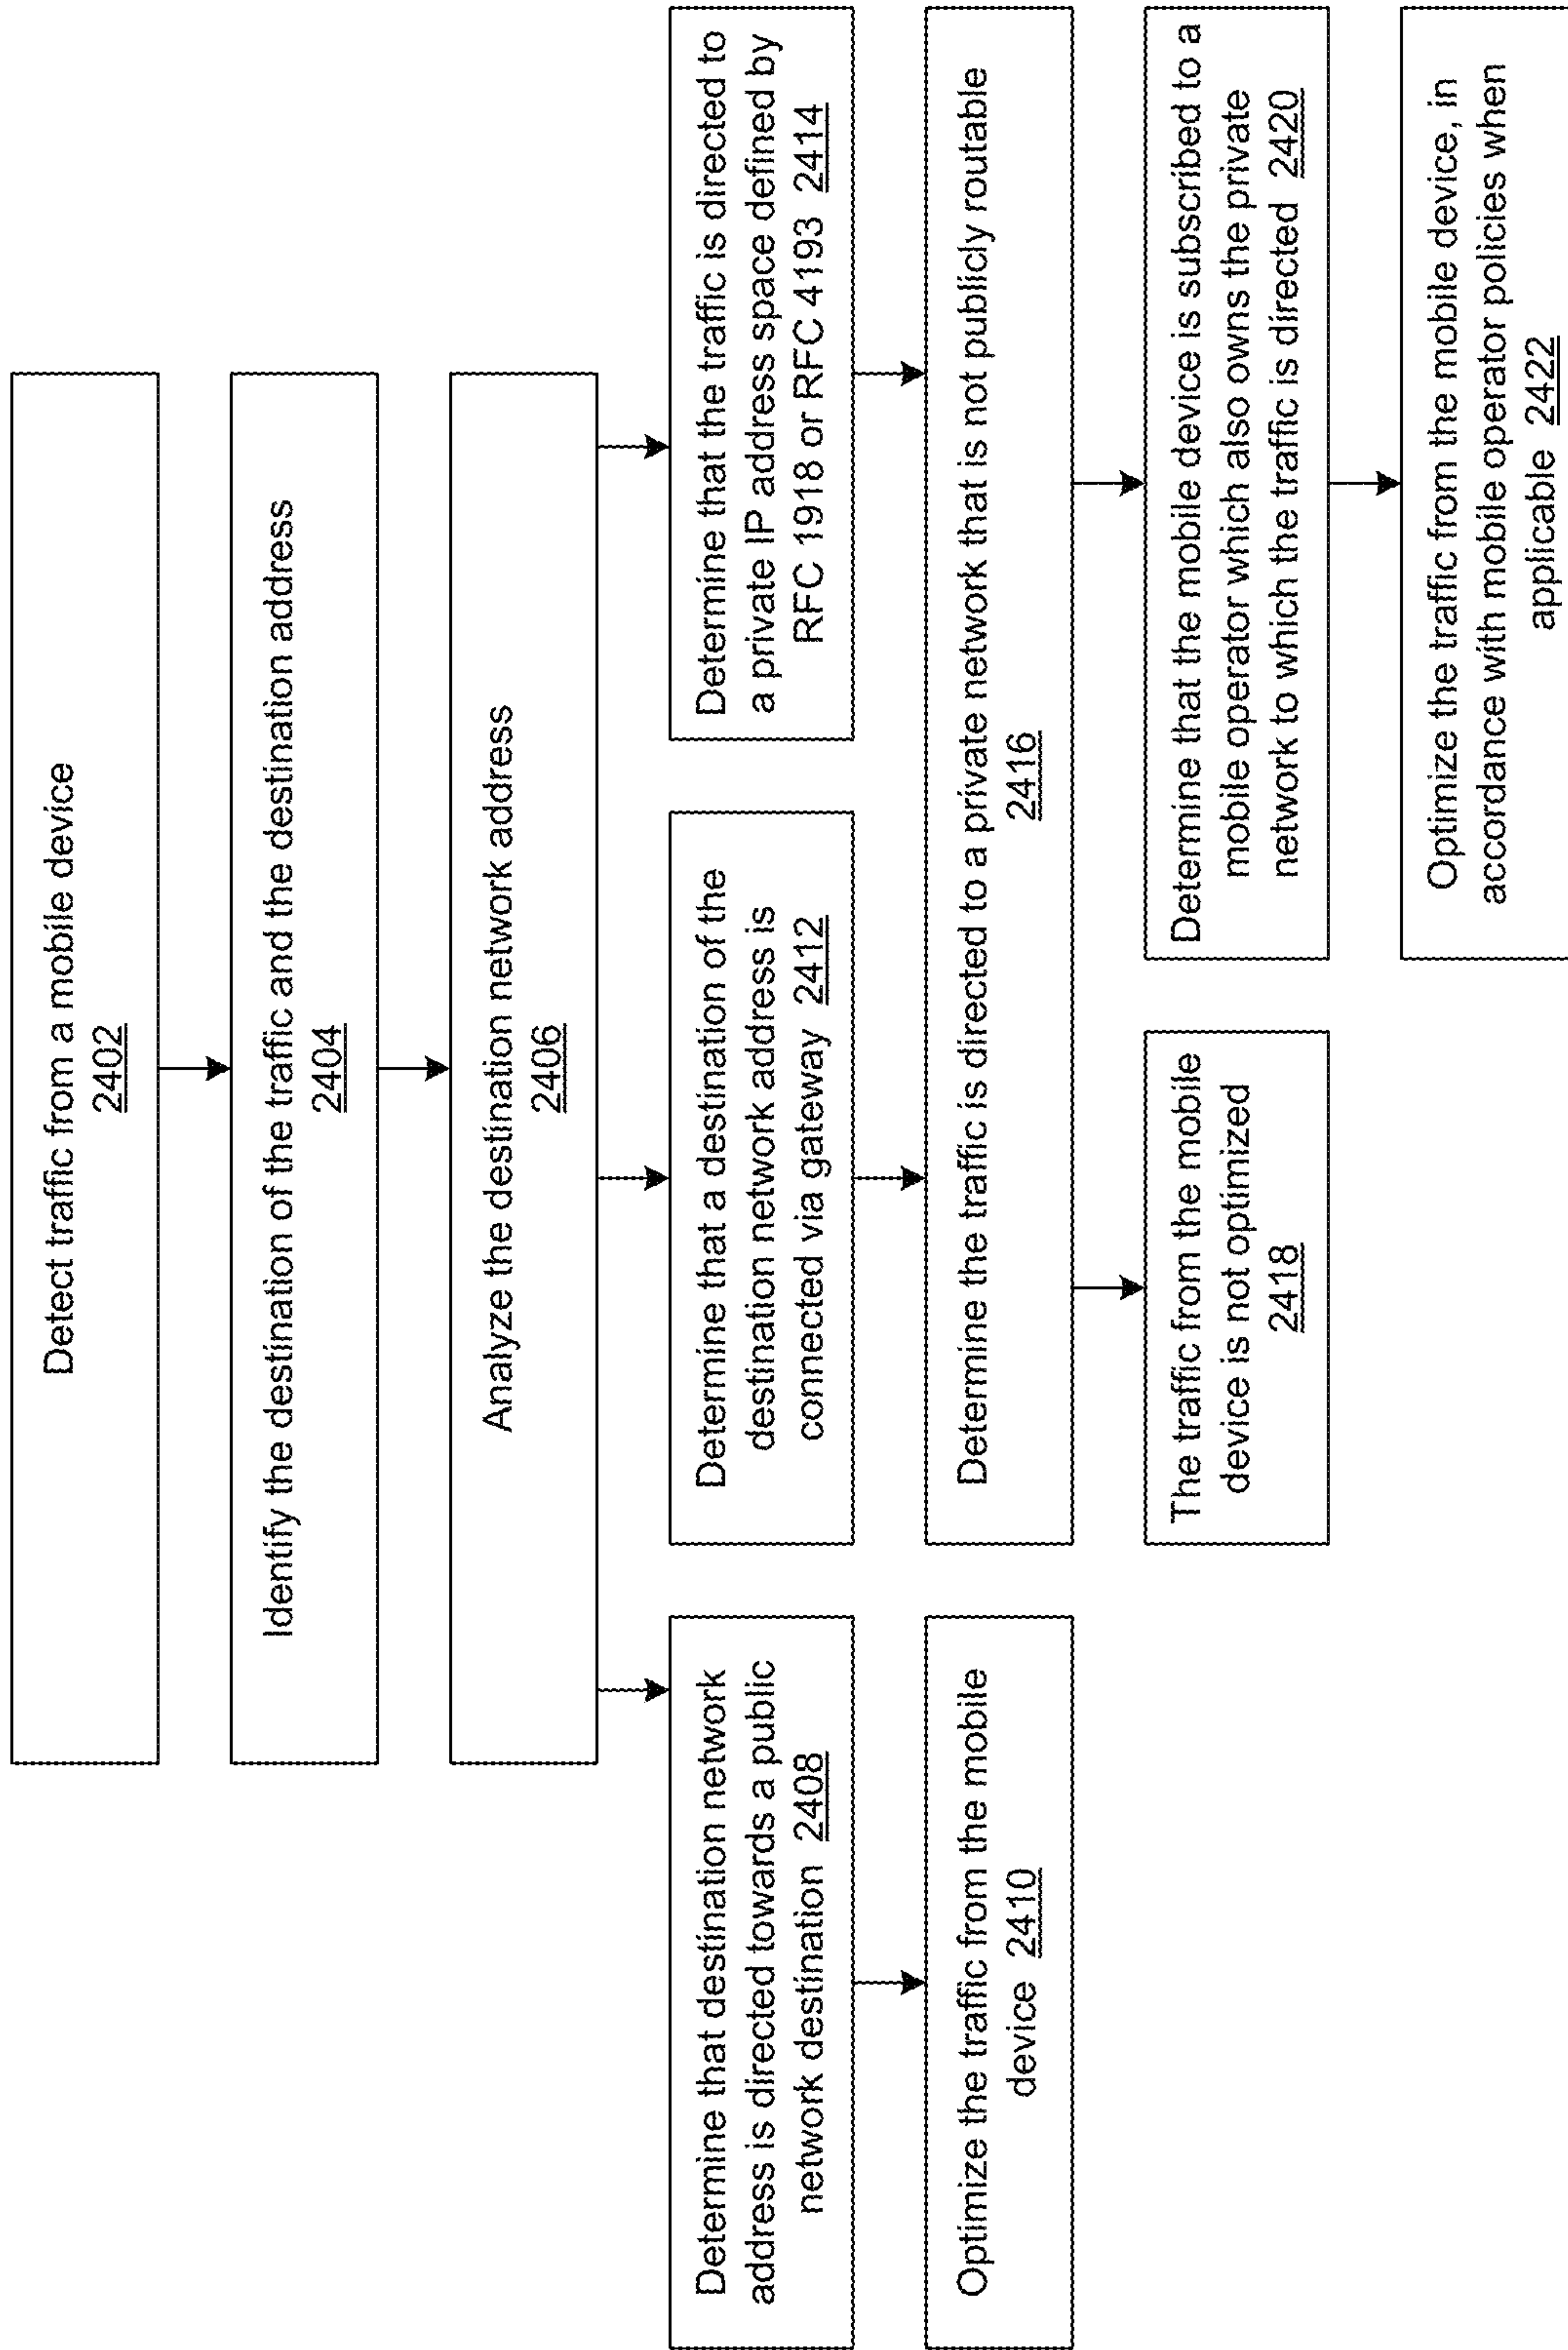 Detect traffic from a mobile device
2402
Identify the destination of the traffic and the destination address
2404
Analyze the destination network address
2406
Determine that destination network
address is directed towards a public
network destination 2408
Determine that a destination of the
destination network address is
connected via gateway 2412
Determine that the traffic is directed to
a private IP address space defined by
RFC 1918 or RFC 4193 2414
Optimize the traffic from the mobile
device 2410
Determine the traffic is directed to a private network that is not publicly routable
2416
The traffic from the mobile
device is not optimized
2418
Determine that the mobile device is subscribed to a
mobile operator which also owns the private
network to which the traffic is directed 2420
Optimize the traffic from the mobile device, in
accordance with mobile operator policies when
applicable 2422